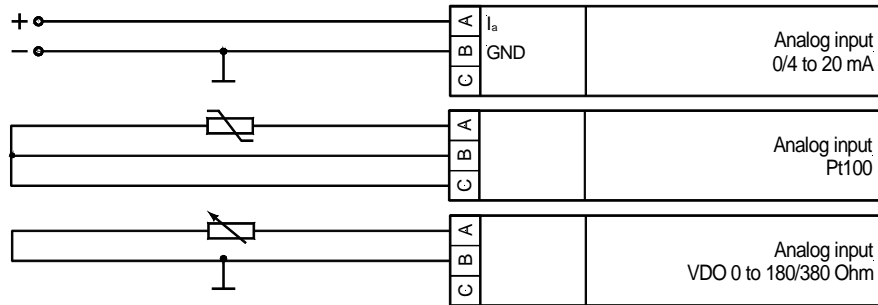 + A Iₐ
− B GND
C
Analog input
0/4 to 20 mA
A
B
C
Analog input
Pt100
A
B
C
Analog input
VDO 0 to 180/380 Ohm